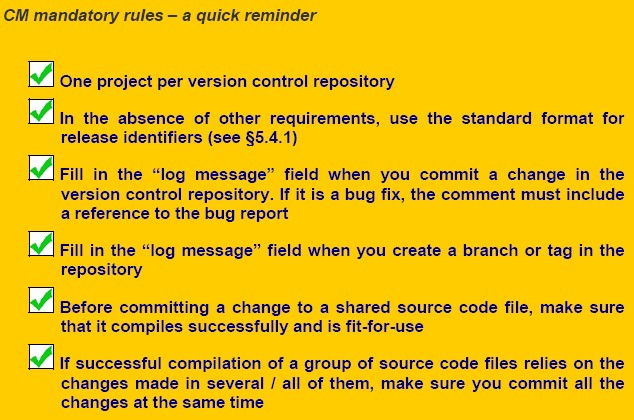 CM mandatory rules – a quick reminder
One project per version control repository
In the absence of other requirements, use the standard format for
release identifiers (see §5.4.1)
Fill in the “log message” field when you commit a change in the
version control repository. If it is a bug fix, the comment must include
a reference to the bug report
Fill in the “log message” field when you create a branch or tag in the
repository
Before committing a change to a shared source code file, make sure
that it compiles successfully and is fit-for-use
If successful compilation of a group of source code files relies on the
changes made in several / all of them, make sure you commit all the
changes at the same time